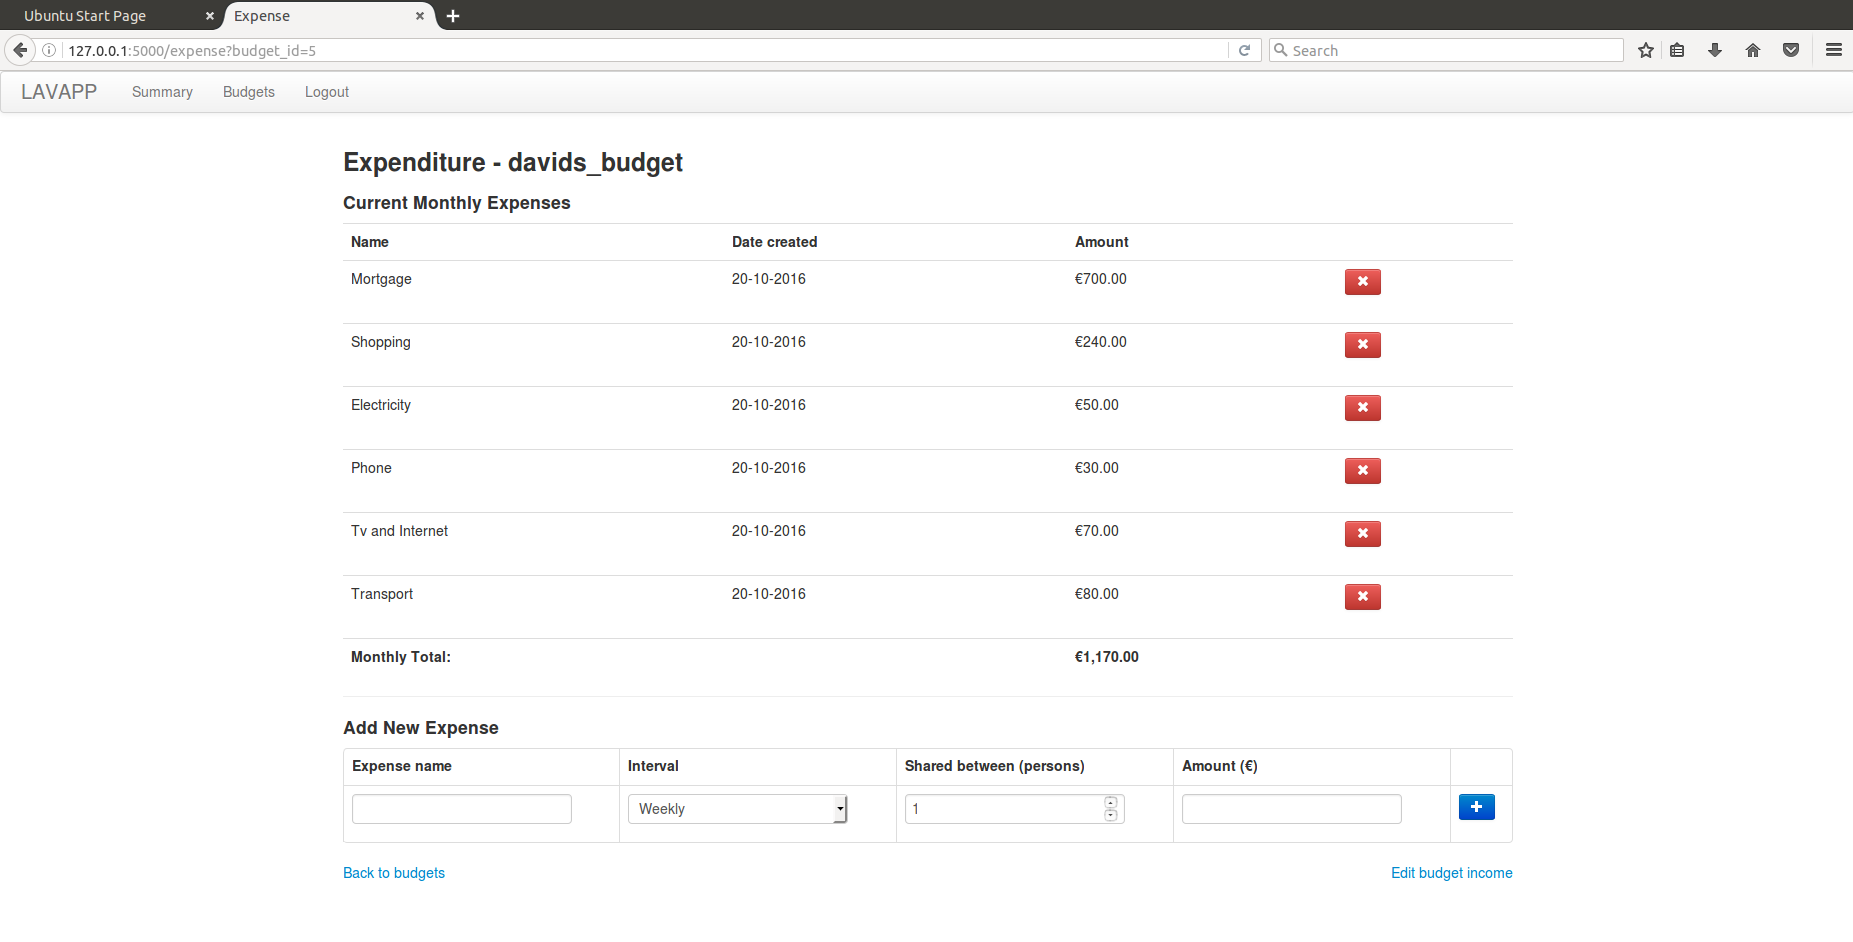 Ubuntu Start Page
Expense
127.0.0.1:5000/expense?budget_id=5
Search
LAVAPP Summary Budgets Logout
Expenditure - davids_budget
Current Monthly Expenses
Name Date created Amount
Mortgage 20-10-2016 €700.00
Shopping 20-10-2016 €240.00
Electricity 20-10-2016 €50.00
Phone 20-10-2016 €30.00
Tv and Internet 20-10-2016 €70.00
Transport 20-10-2016 €80.00
Monthly Total: €1,170.00
Add New Expense
Expense name Interval Shared between (persons) Amount (€)
Weekly 1
Back to budgets Edit budget income